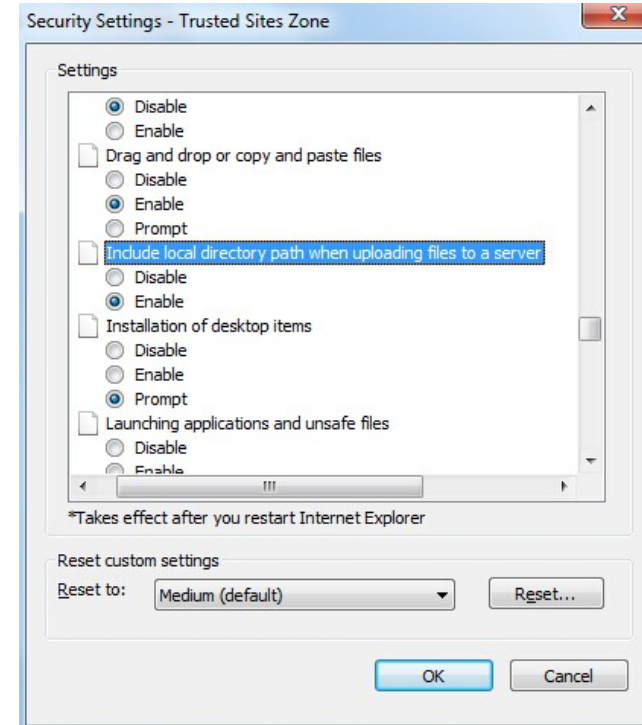 Security Settings - Trusted Sites Zone
X
Settings
Disable
Enable
Drag and drop or copy and paste files
Disable
Enable
Prompt
Include local directory path when uploading files to a server
Disable
Enable
Installation of desktop items
Disable
Enable
Prompt
Launching applications and unsafe files
Disable
Enable
*Takes effect after you restart Internet Explorer
Reset custom settings
Reset to: Medium (default) Reset...
OK Cancel